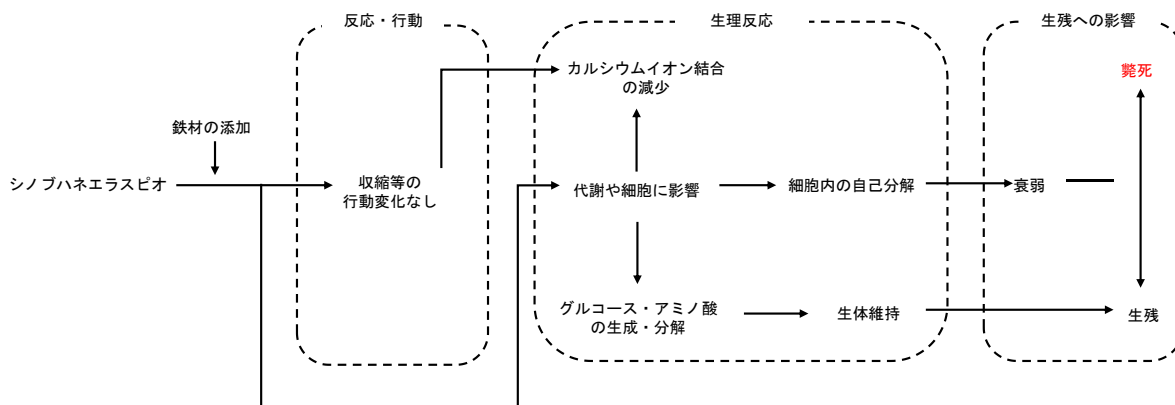 反応・行動
生理反応
生残への影響
カルシウムイオン結合
の減少
斃死
鉄材の添加
シノブハネエラスピオ
収縮等の
行動変化なし
代謝や細胞に影響
細胞内の自己分解
衰弱
グルコース・アミノ酸
の生成・分解
生体維持
生残